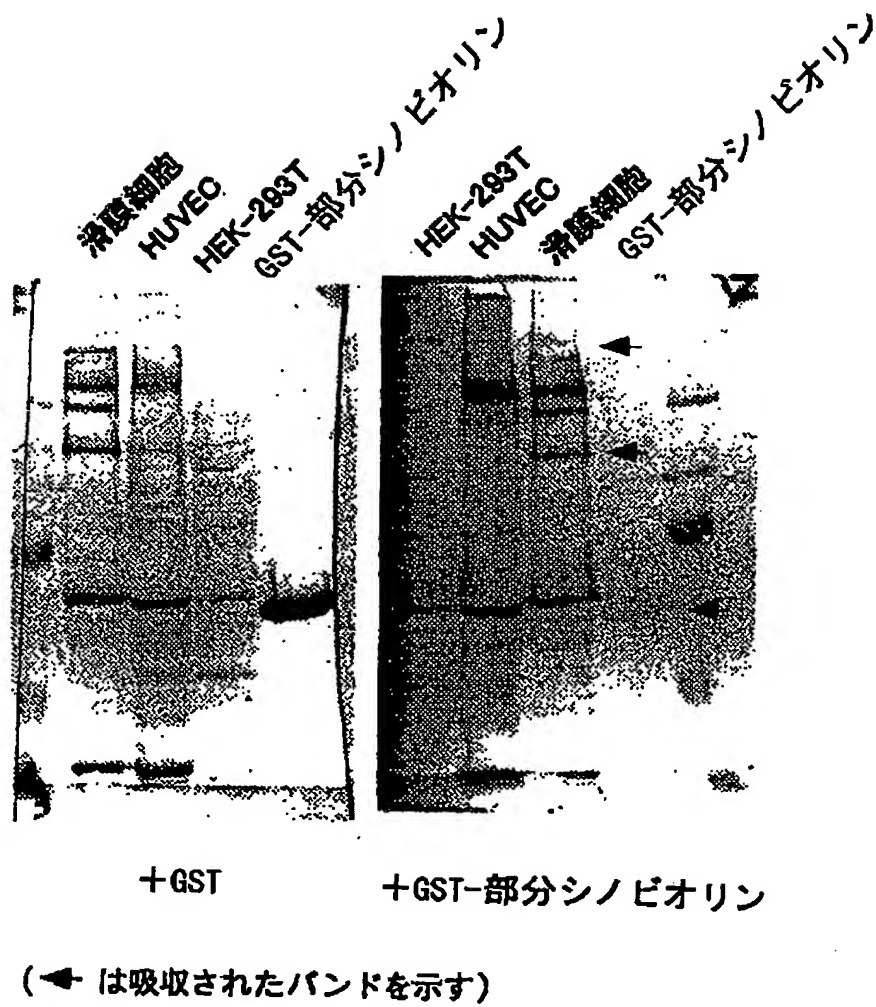 滑膜細胞
HUVEC
HEK-293T
GST-部分シノビオリン
HEK-293T
HUVEC
滑膜細胞
GST-部分シノビオリン
+GST
+GST-部分シノビオリン
(← は吸収されたバンドを示す)